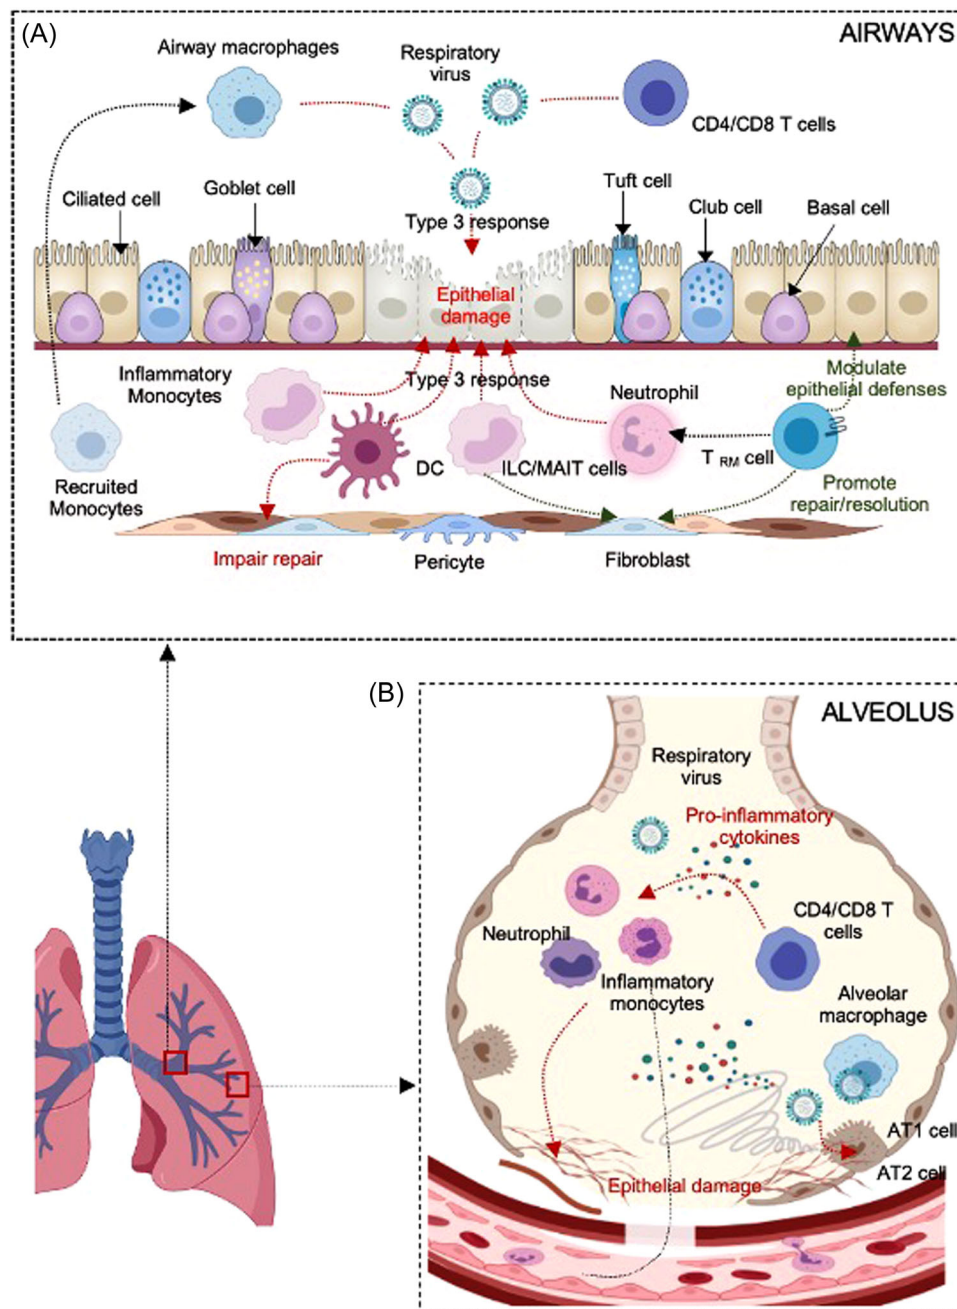 (A)
AIRWAYS
Airway macrophages
Respiratory
virus
CD4/CD8 T cells
Ciliated cell
Goblet cell
Type 3 response
Tuft cell
Club cell
Basal cell
Epithelial
damage
Inflammatory
Monocytes
Type 3 response
Neutrophil
Modulate
epithelial defenses
Recruited
Monocytes
DC
ILC/MAIT cells
T RM cell
Promote
repair/resolution
Impair repair
Pericyte
Fibroblast
(B)
ALVEOLUS
Respiratory
virus
Pro-inflammatory
cytokines
CD4/CD8 T
cells
Neutrophil
Inflammatory
monocytes
Alveolar
macrophage
AT1 cell
AT2 cell
Epithelial damage